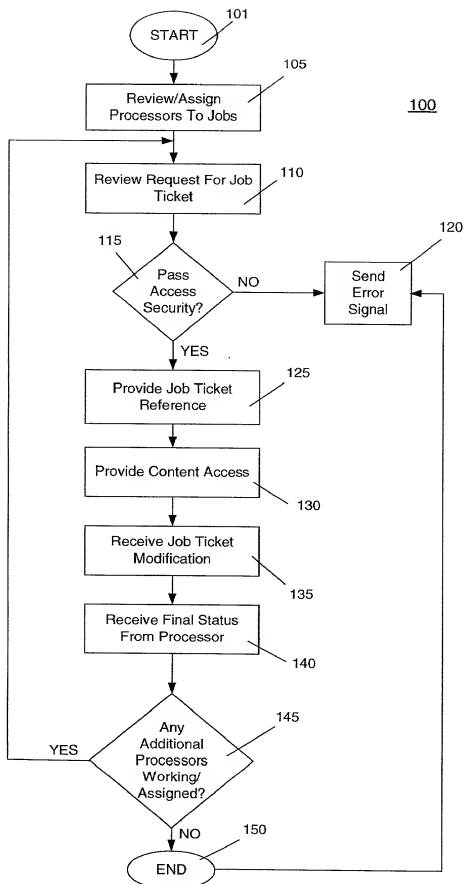 101
START
105
Review/Assign
Processors To Jobs
100
Review Request For Job
Ticket
110
115
Pass
Access
Security?
NO
120
Send
Error
Signal
YES
Provide Job Ticket
Reference
125
Provide Content Access
130
Receive Job Ticket
Modification
135
Receive Final Status
From Processor
140
145
Any
Additional
Processors
Working/
Assigned?
YES
NO
150
END